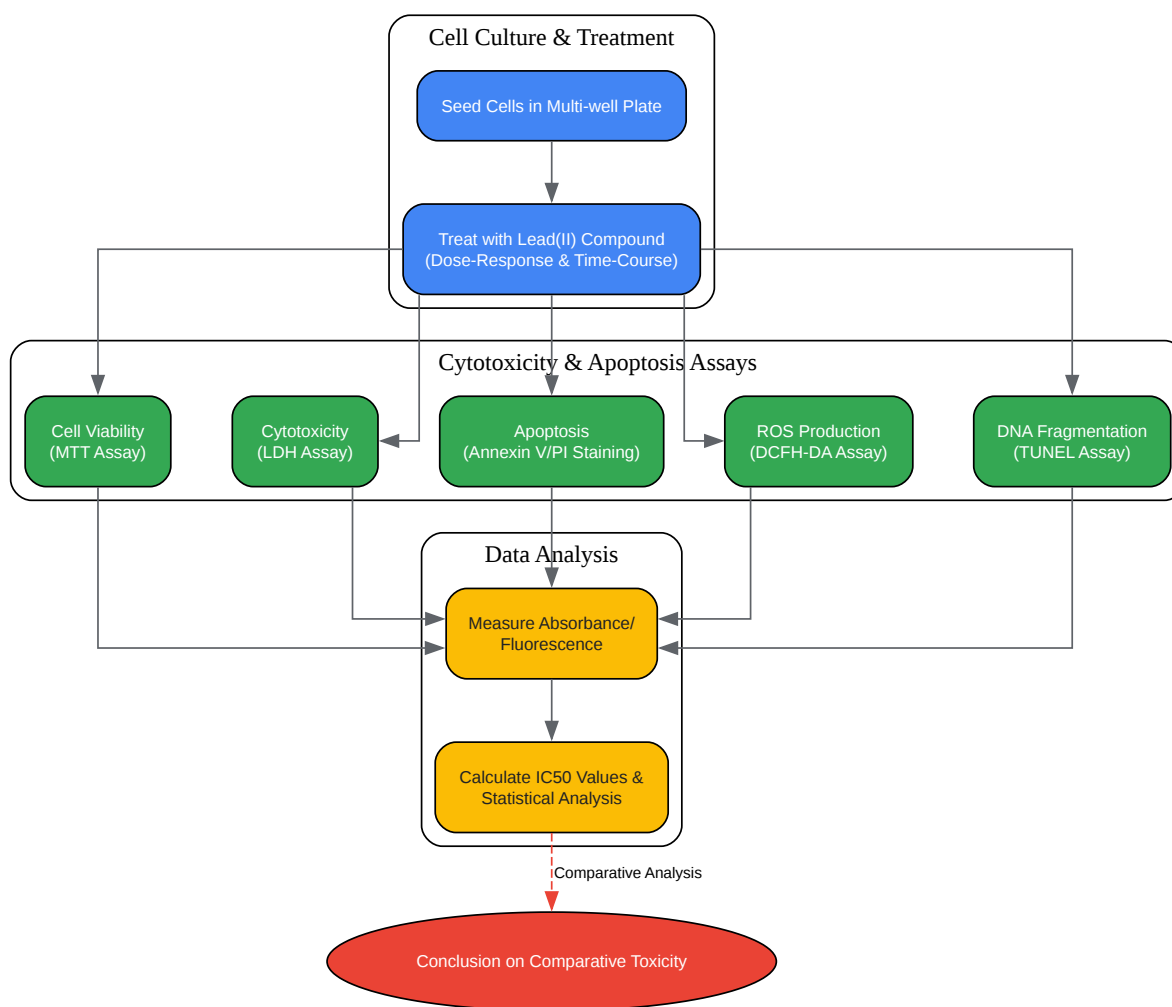 Cell Culture & Treatment
Seed Cells in Multi-well Plate
Treat with Lead(II) Compound
(Dose-Response & Time-Course)
Cytotoxicity & Apoptosis Assays
Cell Viability
(MTT Assay)
Cytotoxicity
(LDH Assay)
Apoptosis
(Annexin V/PI Staining)
ROS Production
(DCFH-DA Assay)
DNA Fragmentation
(TUNEL Assay)
Data Analysis
Measure Absorbance/
Fluorescence
Calculate IC50 Values &
Statistical Analysis
Comparative Analysis
Conclusion on Comparative Toxicity